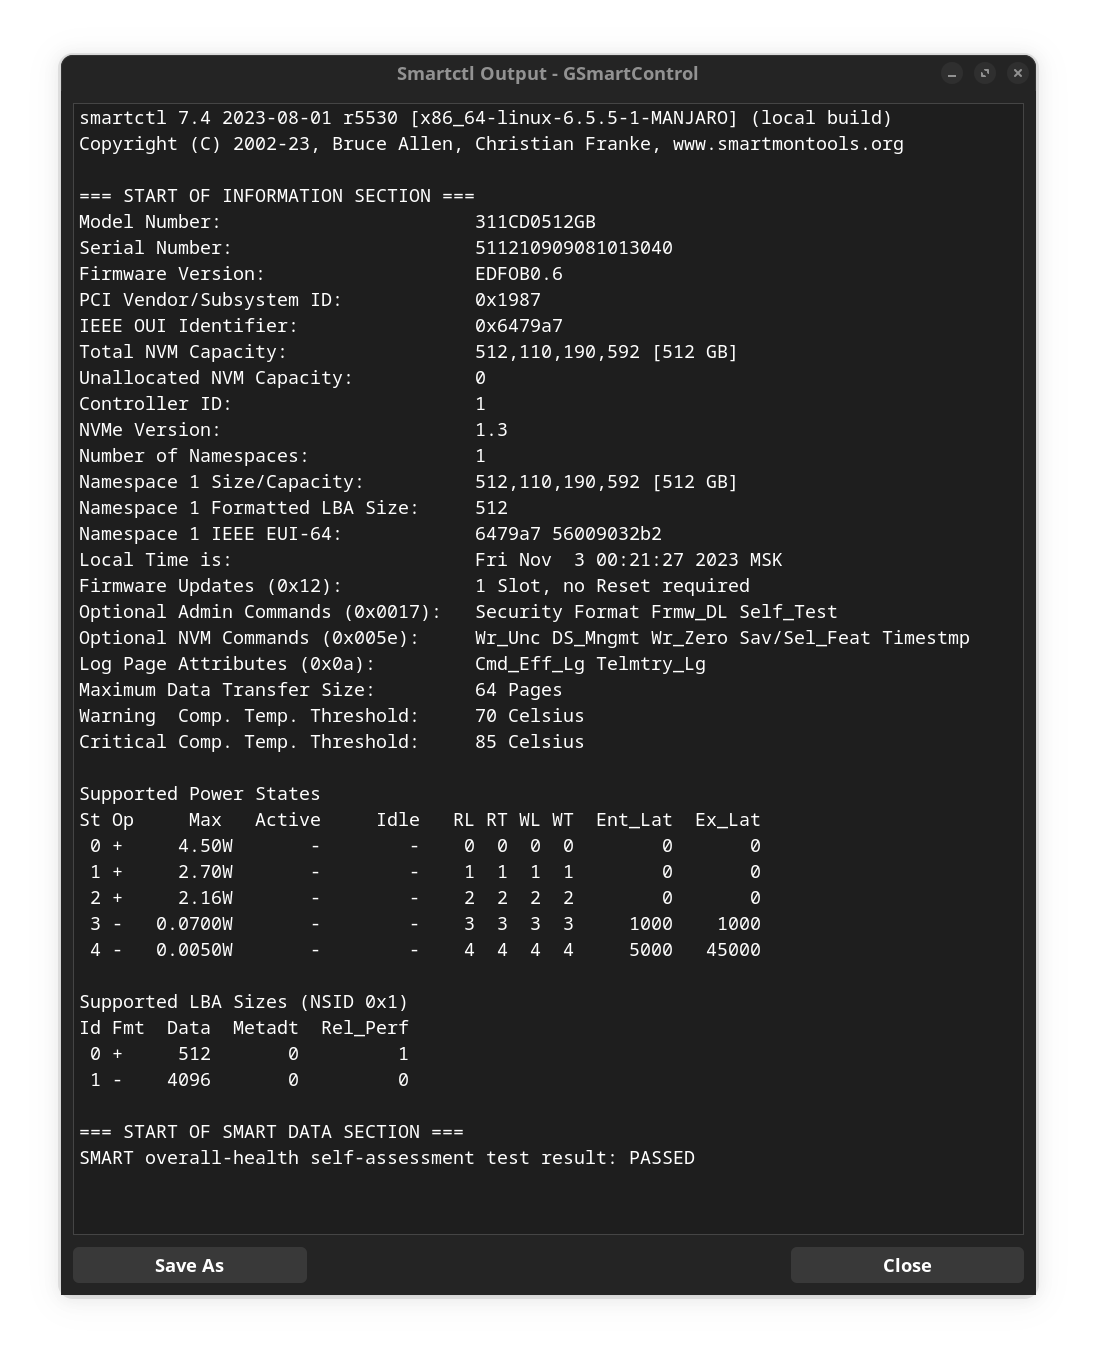 Smartctl Output - GSmartControl
smartctl 7.4 2023-08-01 r5530 [x86_64-linux-6.5.5-1-MANJARO] (local build)
Copyright (C) 2002-23, Bruce Allen, Christian Franke, www.smartmontools.org

=== START OF INFORMATION SECTION ===
Model Number:                       311CD0512GB
Serial Number:                      511210909081013040
Firmware Version:                   EDFOB0.6
PCI Vendor/Subsystem ID:            0x1987
IEEE OUI Identifier:                0x6479a7
Total NVM Capacity:                 512,110,190,592 [512 GB]
Unallocated NVM Capacity:           0
Controller ID:                      1
NVMe Version:                       1.3
Number of Namespaces:               1
Namespace 1 Size/Capacity:          512,110,190,592 [512 GB]
Namespace 1 Formatted LBA Size:     512
Namespace 1 IEEE EUI-64:            6479a7 56009032b2
Local Time is:                      Fri Nov  3 00:21:27 2023 MSK
Firmware Updates (0x12):            1 Slot, no Reset required
Optional Admin Commands (0x0017):   Security Format Frmw_DL Self_Test
Optional NVM Commands (0x005e):     Wr_Unc DS_Mngmt Wr_Zero Sav/Sel_Feat Timestmp
Log Page Attributes (0x0a):         Cmd_Eff_Lg Telmtry_Lg
Maximum Data Transfer Size:         64 Pages
Warning  Comp. Temp. Threshold:     70 Celsius
Critical Comp. Temp. Threshold:     85 Celsius

Supported Power States
St Op     Max   Active     Idle   RL RT WL WT  Ent_Lat  Ex_Lat
 0 +     4.50W       -        -    0  0  0  0        0       0
 1 +     2.70W       -        -    1  1  1  1        0       0
 2 +     2.16W       -        -    2  2  2  2        0       0
 3 -   0.0700W       -        -    3  3  3  3     1000    1000
 4 -   0.0050W       -        -    4  4  4  4     5000   45000

Supported LBA Sizes (NSID 0x1)
Id Fmt  Data  Metadt  Rel_Perf
 0 +     512       0         1
 1 -    4096       0         0

=== START OF SMART DATA SECTION ===
SMART overall-health self-assessment test result: PASSED
Save As
Close